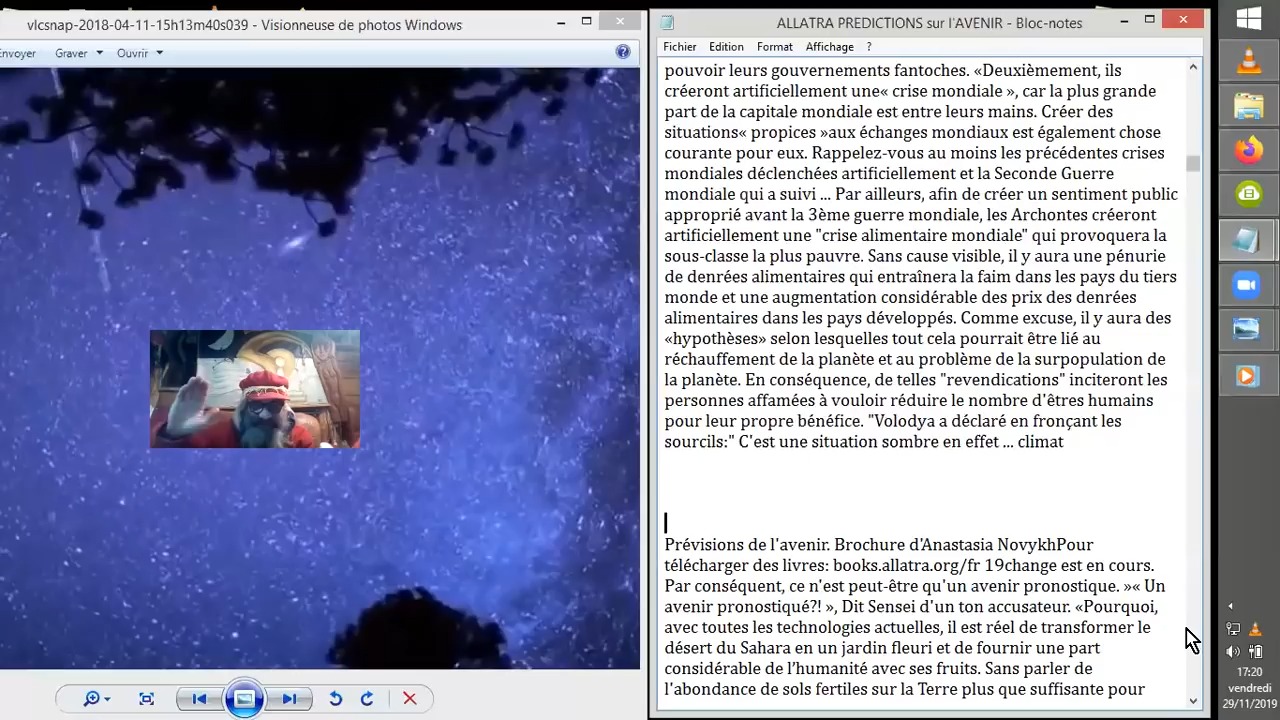 vlcsnap-2018-04-11-15h13m40s039 - Visionneuse de photos Windows
Envoyer Graver Ouvrir
ALLATRA PREDICTIONS sur l'AVENIR - Bloc-notes
Fichier Edition Format Affichage ?
pouvoir leurs gouvernements fantoches. «Deuxièmement, ils
créeront artificiellement une« crise mondiale », car la plus grande
part de la capitale mondiale est entre leurs mains. Créer des
situations« propices »aux échanges mondiaux est également chose
courante pour eux. Rappelez-vous au moins les précédentes crises
mondiales déclenchées artificiellement et la Seconde Guerre
mondiale qui a suivi ... Par ailleurs, afin de créer un sentiment public
approprié avant la 3ème guerre mondiale, les Archontes créeront
artificiellement une "crise alimentaire mondiale" qui provoquera la
sous-classe la plus pauvre. Sans cause visible, il y aura une pénurie
de denrées alimentaires qui entraînera la faim dans les pays du tiers
monde et une augmentation considérable des prix des denrées
alimentaires dans les pays développés. Comme excuse, il y aura des
«hypothèses» selon lesquelles tout cela pourrait être lié au
réchauffement de la planète et au problème de la surpopulation de
la planète. En conséquence, de telles "revendications" inciteront les
personnes affamées à vouloir réduire le nombre d'êtres humains
pour leur propre bénéfice. "Volodya a déclaré en fronçant les
sourcils:" C'est une situation sombre en effet ... climat
Prévisions de l'avenir. Brochure d'Anastasia NovykhPour
télécharger des livres: books.allatra.org/fr 19change est en cours.
Par conséquent, ce n'est peut-être qu'un avenir pronostique. »« Un
avenir pronostiqué?! », Dit Sensei d'un ton accusateur. «Pourquoi,
avec toutes les technologies actuelles, il est réel de transformer le
désert du Sahara en un jardin fleuri et de fournir une part
considérable de l'humanité avec ses fruits. Sans parler de
l'abondance de sols fertiles sur la Terre plus que suffisante pour
17:20
vendredi
29/11/2019